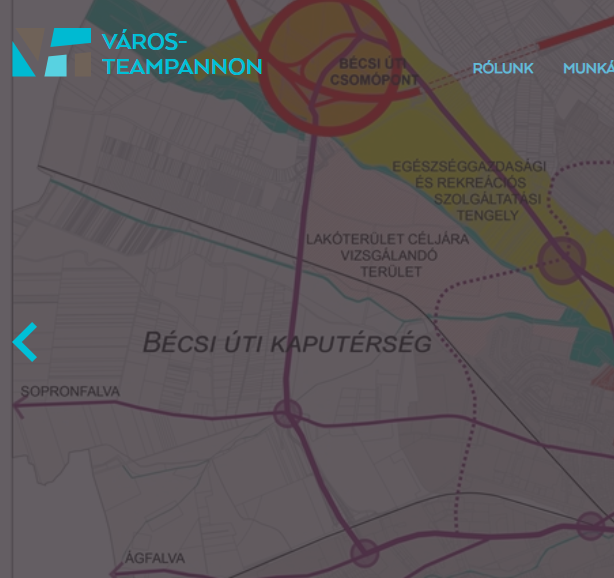 VÁROS-
TEAMPANNON
RÓLUNK
MUNKÁ
BÉCSI ÚTI
CSOMÓPONT
EGÉSZSÉGGAZDASÁGI
ÉS REKREÁCIÓS
SZOLGÁLTATÁSI
TENGELY
LAKÓTERÜLET CÉLJÁRA
VIZSGÁLANDÓ
TERÜLET
BÉCSI ÚTI KAPUTÉRSÉG
SOPRONFALVA
ÁGFALVA